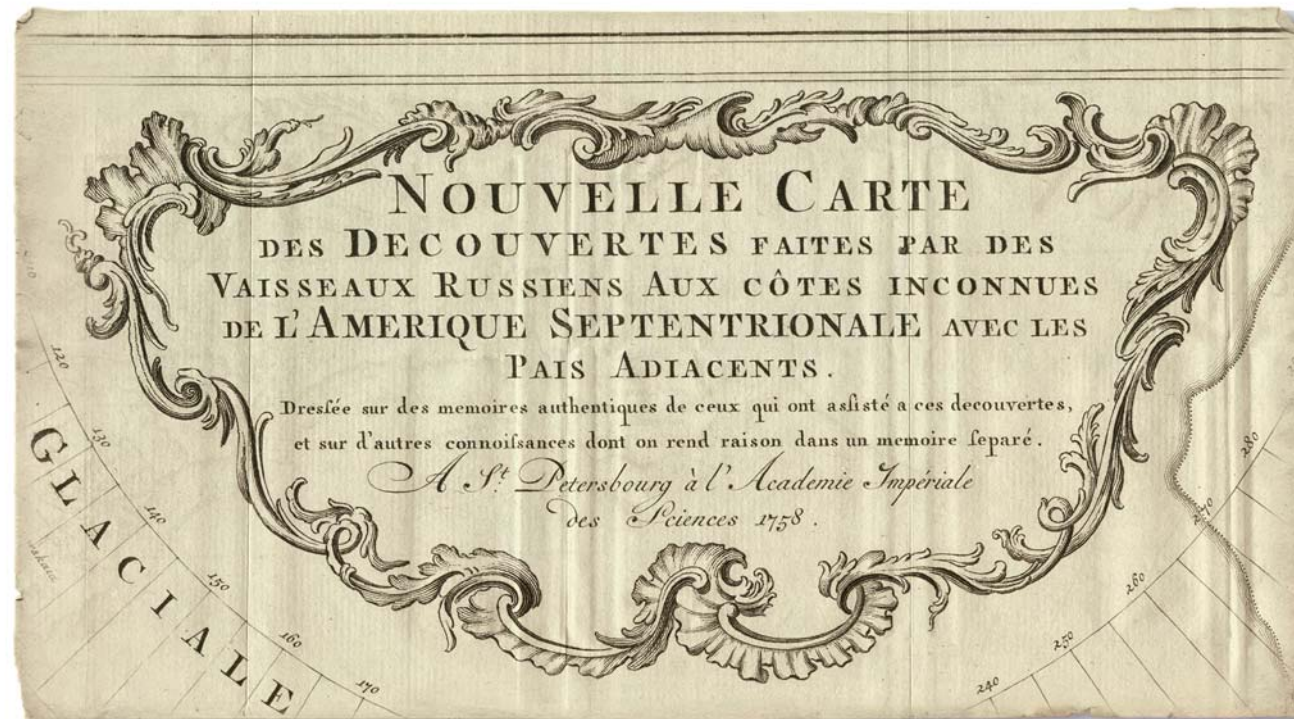 NOUVELLE CARTE
DES DECOUVERTES FAITES PAR DES
VAISSEAUX RUSSIENS AUX CÔTES INCONNUES
DE L'AMERIQUE SEPTENTRIONALE AVEC LES
PAIS ADIACENTS.
Dreſsée sur des memoires authentiques de ceux qui ont aſsisté a ces decouvertes,
et sur d'autres connoiſsances dont on rend raison dans un memoire ſeparé.
A St. Petersbourg à l'Academie Impériale
des Sciences 1758.
120
130
140
150
160
170
GLACIALE
240
250
260
270
280